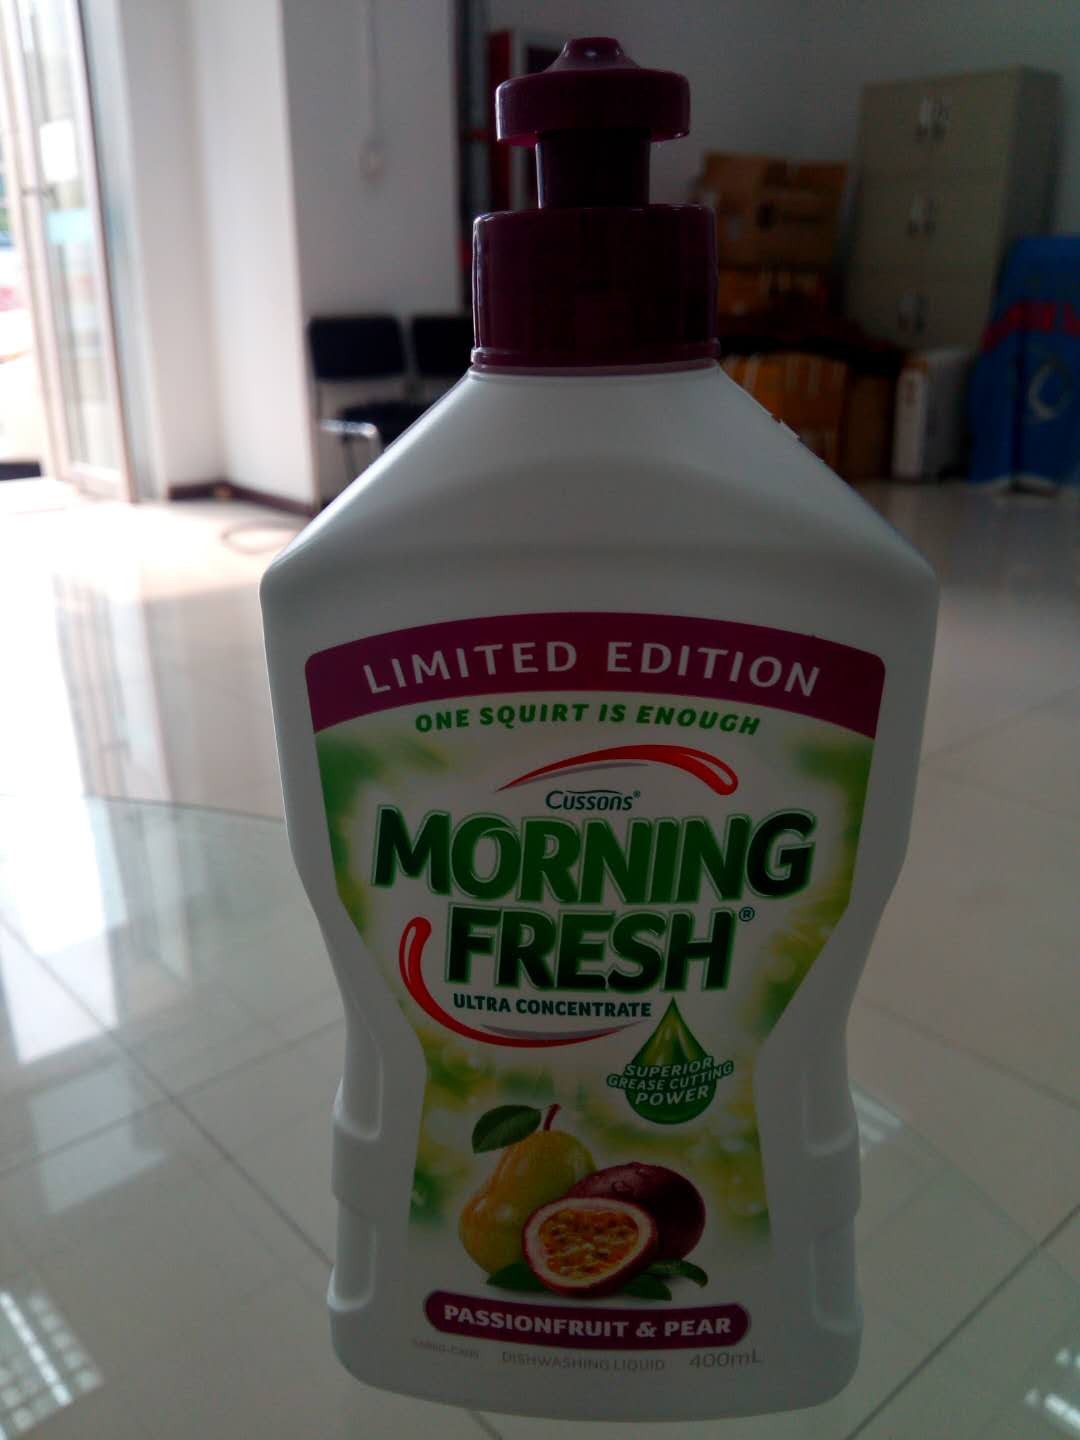 LIMITED EDITION
ONE SQUIRT IS ENOUGH
Cussons®
MORNING
FRESH®
ULTRA CONCENTRATE
SUPERIOR
GREASE CUTTING
POWER
PASSIONFRUIT & PEAR
DISHWASHING LIQUID 400mL